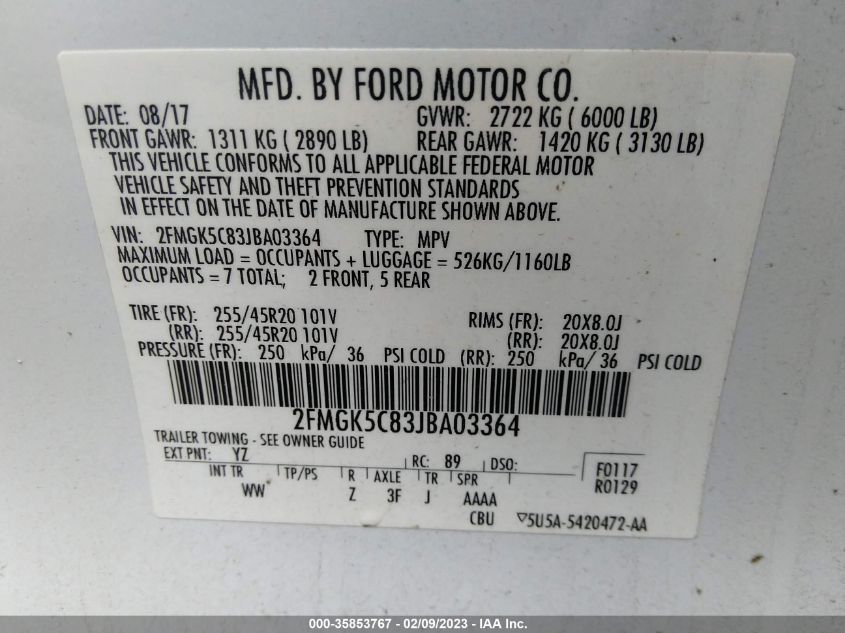 MFD. BY FORD MOTOR CO.
DATE: 08/17 GVWR: 2722 KG ( 6000 LB)
FRONT GAWR: 1311 KG ( 2890 LB) REAR GAWR: 1420 KG ( 3130 LB)
THIS VEHICLE CONFORMS TO ALL APPLICABLE FEDERAL MOTOR
VEHICLE SAFETY AND THEFT PREVENTION STANDARDS
IN EFFECT ON THE DATE OF MANUFACTURE SHOWN ABOVE.
VIN: 2FMGK5C83JBA03364 TYPE: MPV
MAXIMUM LOAD = OCCUPANTS + LUGGAGE = 526KG/1160LB
OCCUPANTS = 7 TOTAL; 2 FRONT, 5 REAR
TIRE (FR): 255/45R20 101V RIMS (FR): 20X8.0J
(RR): 255/45R20 101V (RR): 20X8.0J
PRESSURE (FR): 250 kPa/ 36 PSI COLD (RR): 250 kPa/ 36 PSI COLD
2FMGK5C83JBA03364
TRAILER TOWING - SEE OWNER GUIDE
EXT PNT: YZ RC: 89 DSO: F0117
INT TR TP/PS R AXLE TR SPR R0129
WW Z 3F J AAAA
CBU ▽5U5A-5420472-AA
000-35853767 - 02/09/2023 - IAA Inc.